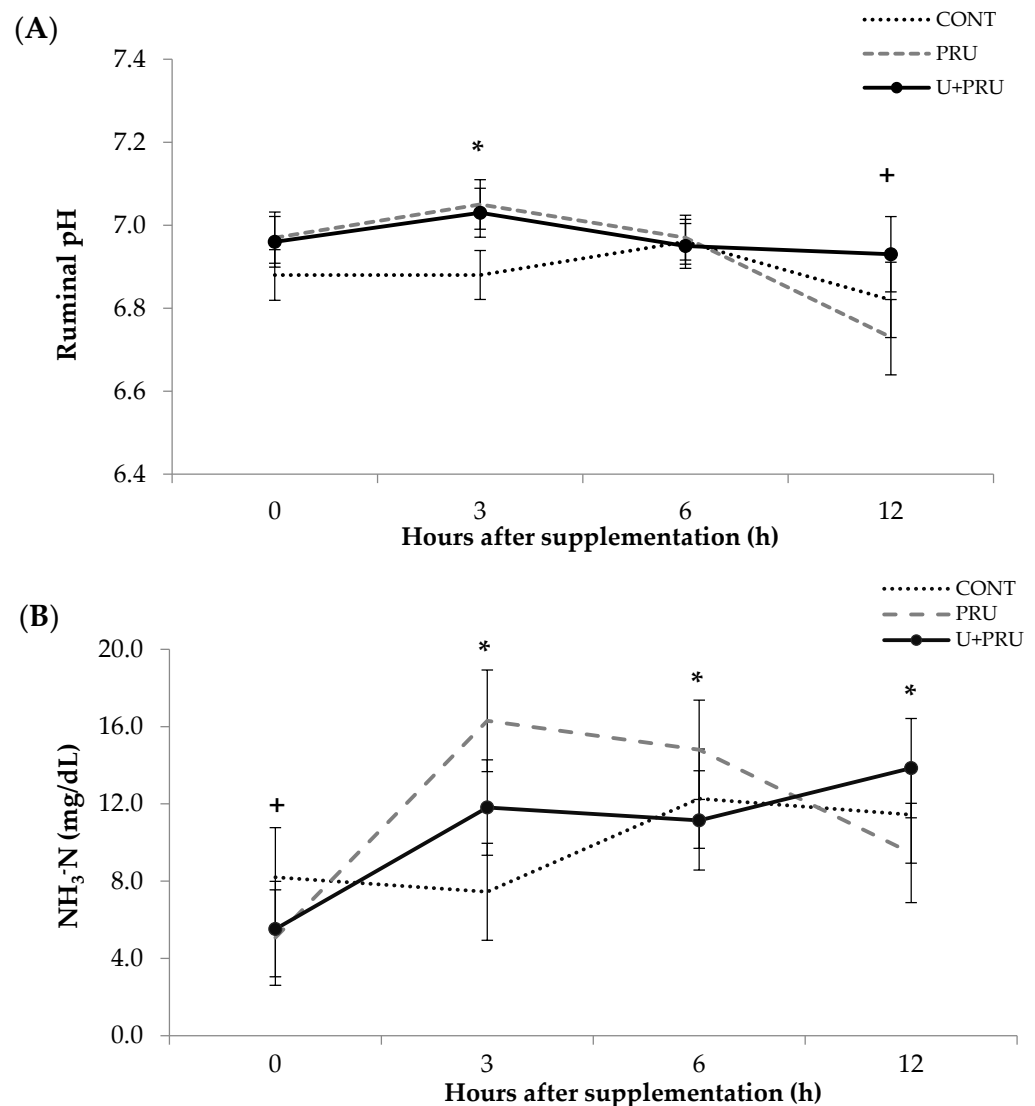 (A)
CONT
PRU
U+PRU
7.4
7.2
7.0
6.8
6.6
6.4
Ruminal pH
*
+
0 3 6 12
Hours after supplementation (h)
(B)
CONT
PRU
U+PRU
20.0
16.0
12.0
8.0
4.0
0.0
NH₃-N (mg/dL)
+
*
*
*
0 3 6 12
Hours after supplementation (h)